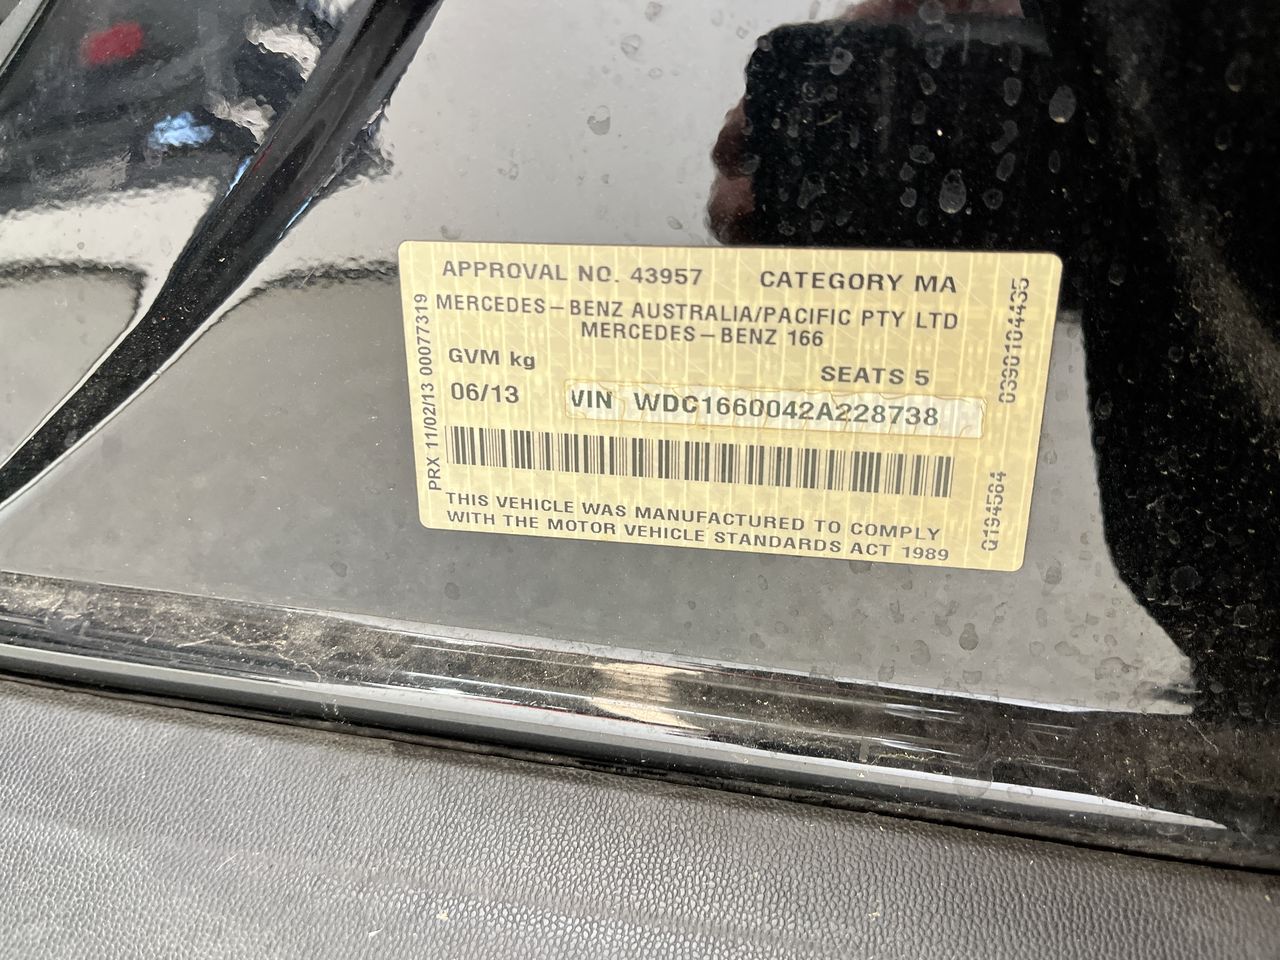 APPROVAL NO. 43957 CATEGORY MA
MERCEDES-BENZ AUSTRALIA/PACIFIC PTY LTD
MERCEDES-BENZ 166
GVM kg SEATS 5
06/13 VIN WDC1660042A228738
THIS VEHICLE WAS MANUFACTURED TO COMPLY
WITH THE MOTOR VEHICLE STANDARDS ACT 1989
PRX 11/02/13 00077319
0390104435
Q194584